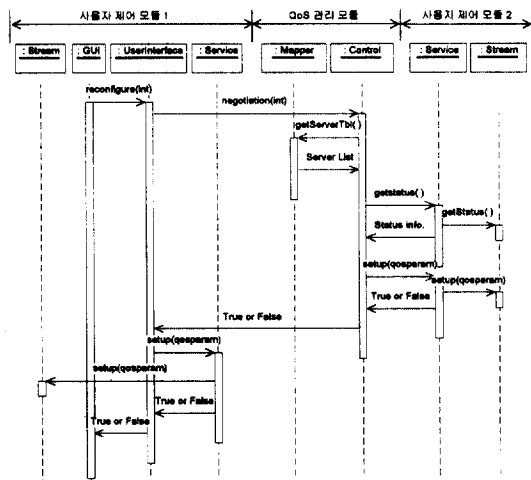 사용자 제어 모듈 1
QoS 관리 모듈
사용자 제어 모듈 2
: Stream
: GUI
: UserInterface
: Service
: Mapper
: Control
: Service
: Stream
reconfigure(int)
negotiation(int)
getServerTbl( )
Server List
getstatus( )
getStatus( )
Status info.
setup(qosparam)
setup(qosparam)
True or False
True or False
setup(qosparam)
setup(qosparam)
True or False
True or False